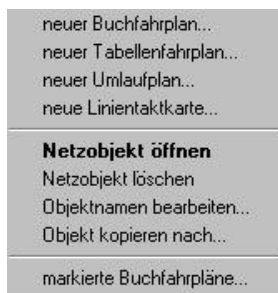 neuer Buchfahrplan...
neuer Tabellenfahrplan...
neuer Umlaufplan...
neue Linientaktkarte...
Netzobjekt öffnen
Netzobjekt löschen
Objektnamen bearbeiten...
Objekt kopieren nach...
markierte Buchfahrpläne...